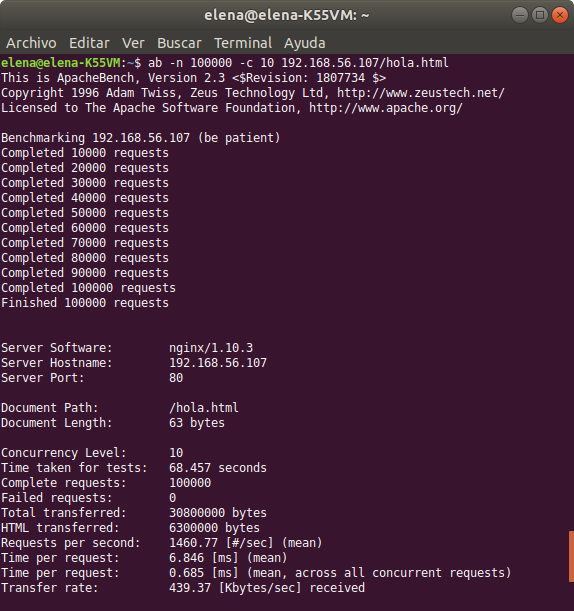 elena@elena-K55VM: ~
Archivo Editar Ver Buscar Terminal Ayuda
elena@elena-K55VM:~$ ab -n 100000 -c 10 192.168.56.107/hola.html
This is ApacheBench, Version 2.3 <$Revision: 1807734 $>
Copyright 1996 Adam Twiss, Zeus Technology Ltd, http://www.zeustech.net/
Licensed to The Apache Software Foundation, http://www.apache.org/
Benchmarking 192.168.56.107 (be patient)
Completed 10000 requests
Completed 20000 requests
Completed 30000 requests
Completed 40000 requests
Completed 50000 requests
Completed 60000 requests
Completed 70000 requests
Completed 80000 requests
Completed 90000 requests
Completed 100000 requests
Finished 100000 requests
Server Software: nginx/1.10.3
Server Hostname: 192.168.56.107
Server Port: 80
Document Path: /hola.html
Document Length: 63 bytes
Concurrency Level: 10
Time taken for tests: 68.457 seconds
Complete requests: 100000
Failed requests: 0
Total transferred: 30800000 bytes
HTML transferred: 6300000 bytes
Requests per second: 1460.77 [#/sec] (mean)
Time per request: 6.846 [ms] (mean)
Time per request: 0.685 [ms] (mean, across all concurrent requests)
Transfer rate: 439.37 [Kbytes/sec] received